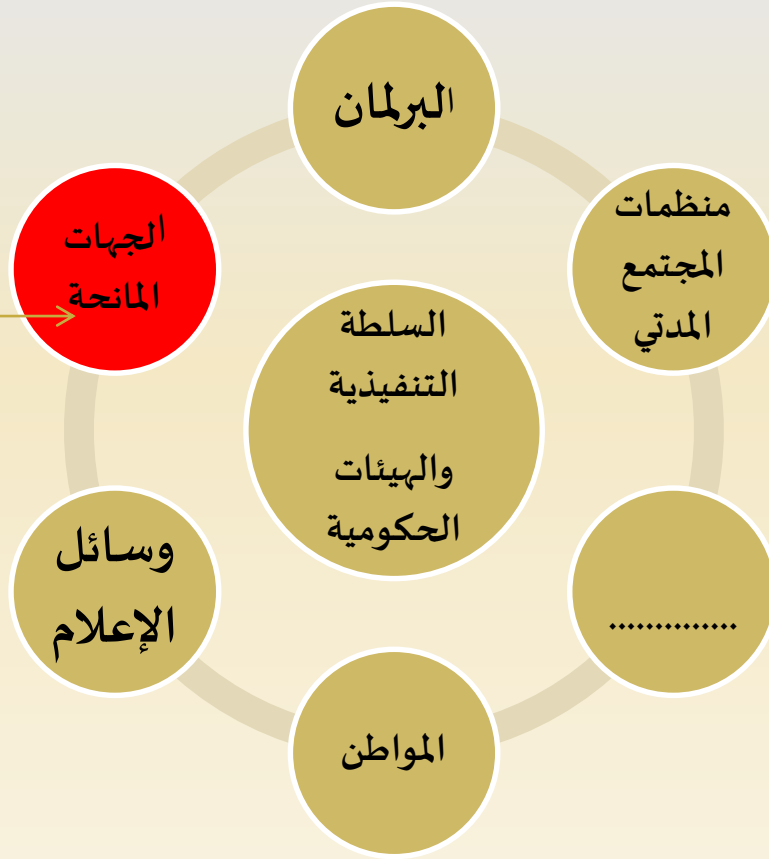 البرلمان
منظمات
المجتمع
المدتي
..............
المواطن
وسائل
الإعلام
الجهات
المانحة
السلطة
التنفيذية
والهيئات
الحكومية